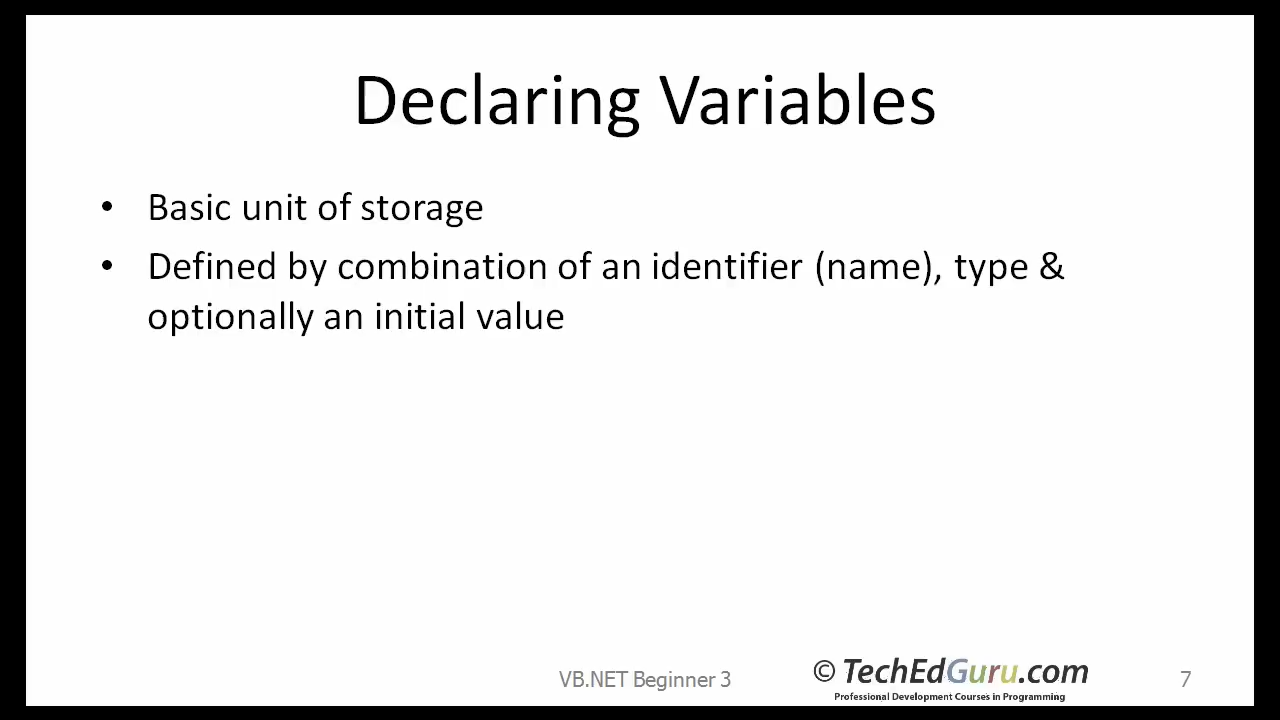 Declaring Variables
• Basic unit of storage
• Defined by combination of an identifier (name), type &
optionally an initial value
VB.NET Beginner 3
© TechEdGuru.com
Professional Development Courses in Programming
7